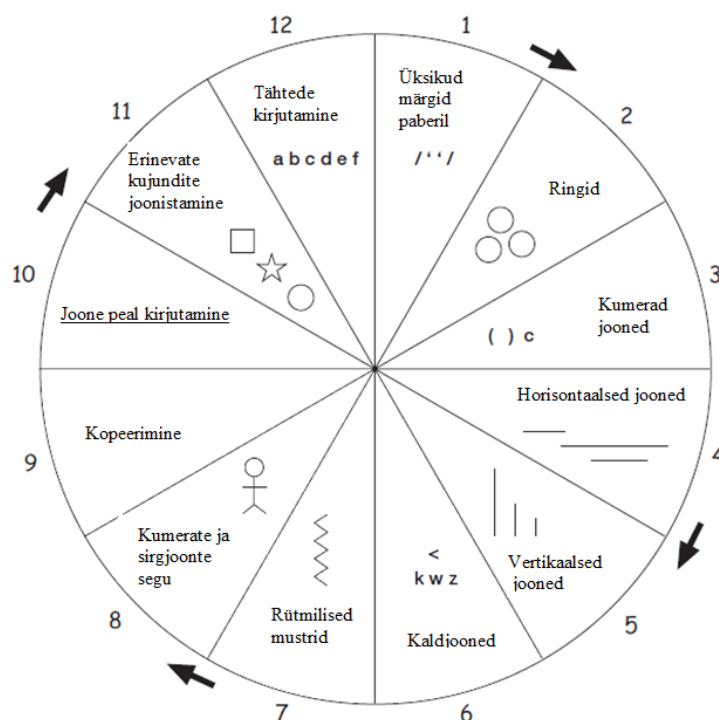 1
Üksikud
märgid
paberil
/ ‘ ‘ /
2
Ringid
3
Kumerad
jooned
( ) c
4
Horisontaalsed jooned
5
Vertikaalsed
jooned
6
<
k w z
Kaldjooned
7
Rütmilised
mustrid
8
Kumerate ja
sirgjoonte
segu
9
Kopeerimine
10
Joone peal kirjutamine
11
Erinevate
kujundite
joonistamine
12
Tähtede
kirjutamine
a b c d e f